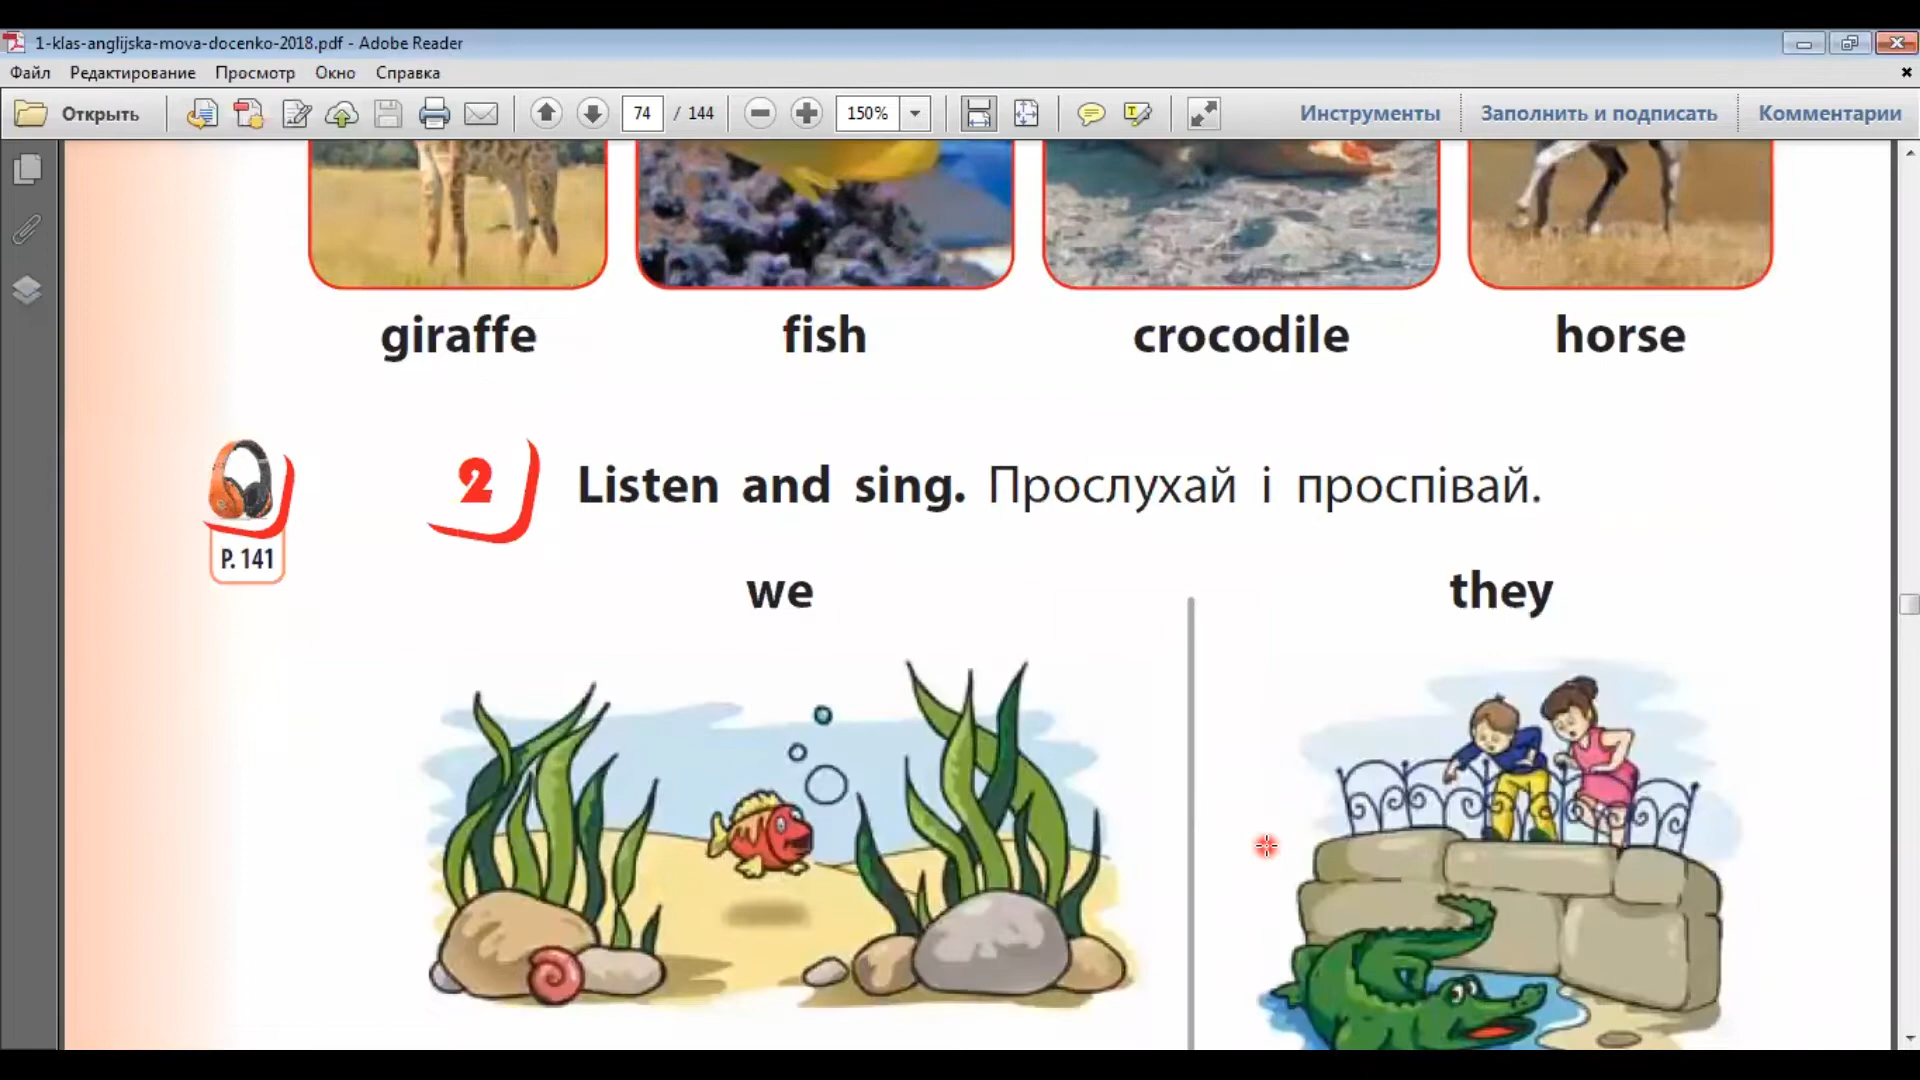 1-klas-anglijska-mova-docenko-2018.pdf - Adobe Reader
Файл Редактирование Просмотр Окно Справка
Открыть 74 / 144 150% Инструменты Заполнить и подписать Комментарии
giraffe fish crocodile horse
2 Listen and sing. Прослухай і проспівай.
P. 141
we they